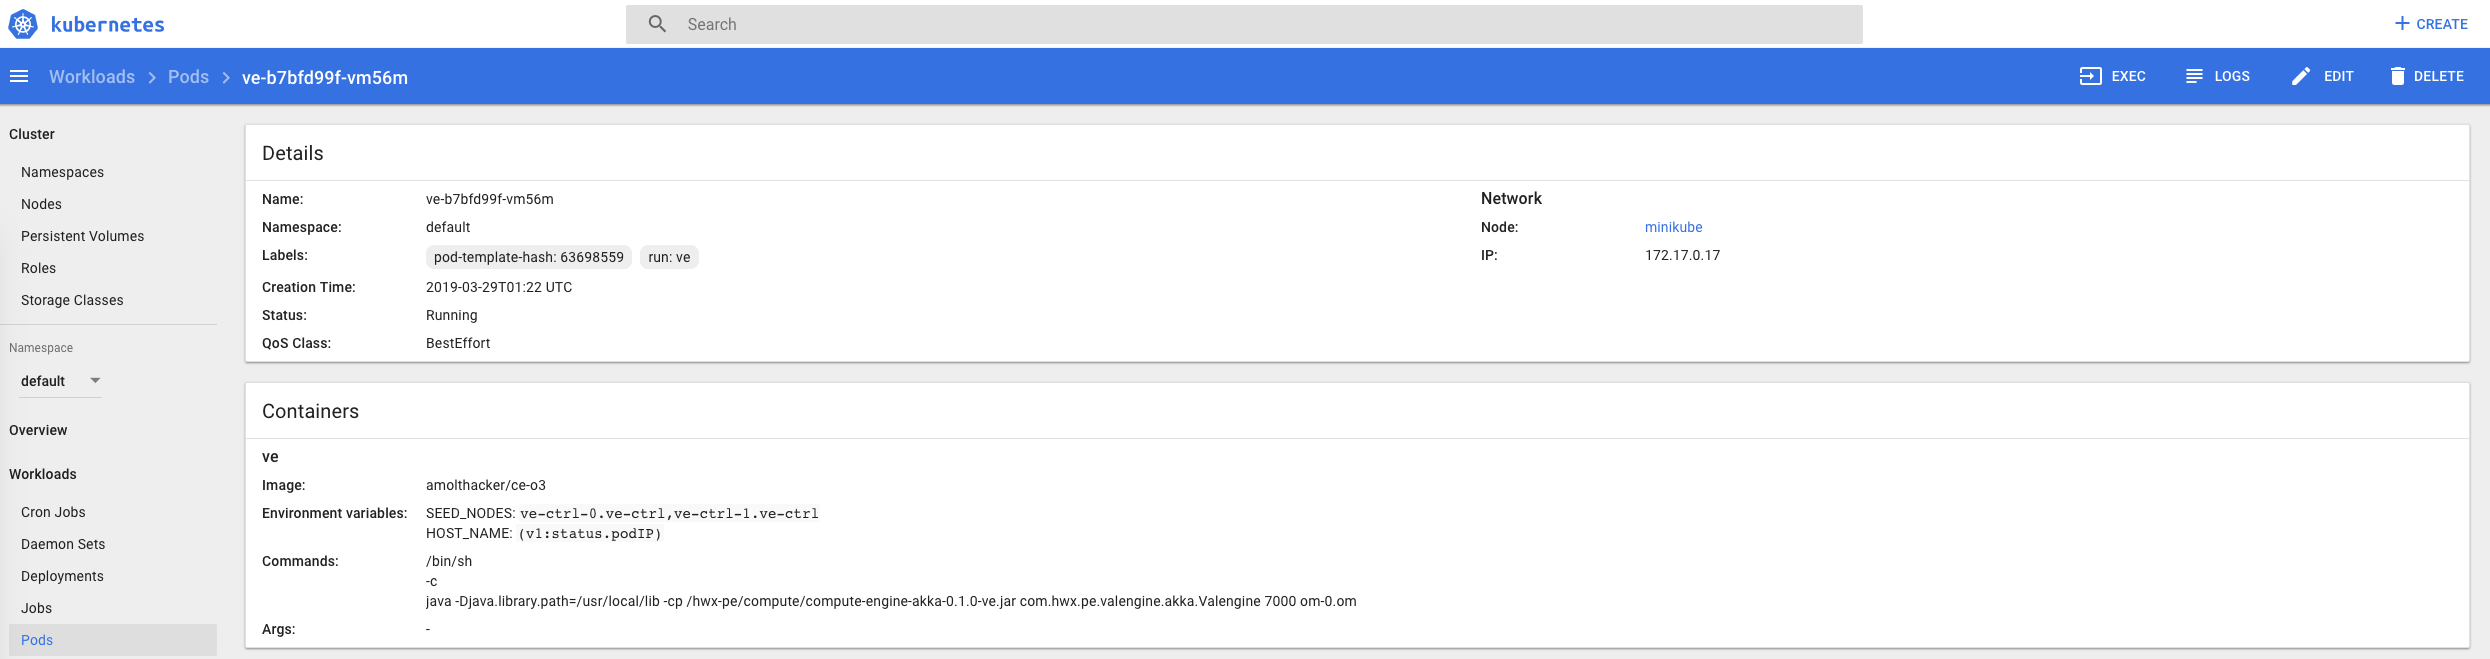 kubernetes
Search
CREATE
Workloads > Pods > ve-b7bfd99f-vm56m
EXEC
LOGS
EDIT
DELETE
Cluster
Namespaces
Nodes
Persistent Volumes
Roles
Storage Classes
Namespace
default
Overview
Workloads
Cron Jobs
Daemon Sets
Deployments
Jobs
Pods
Details
Name: ve-b7bfd99f-vm56m
Namespace: default
Labels: pod-template-hash: 63698559 run: ve
Creation Time: 2019-03-29T01:22 UTC
Status: Running
QoS Class: BestEffort
Network
Node: minikube
IP: 172.17.0.17
Containers
ve
Image: amolthacker/ce-o3
Environment variables: SEED_NODES: ve-ctrl-0.ve-ctrl,ve-ctrl-1.ve-ctrl
HOST_NAME: (v1:status.podIP)
Commands: /bin/sh
-c
java -Djava.library.path=/usr/local/lib -cp /hwx-pe/compute/compute-engine-akka-0.1.0-ve.jar com.hwx.pe.valengine.akka.Valengine 7000 om-0.om
Args: -